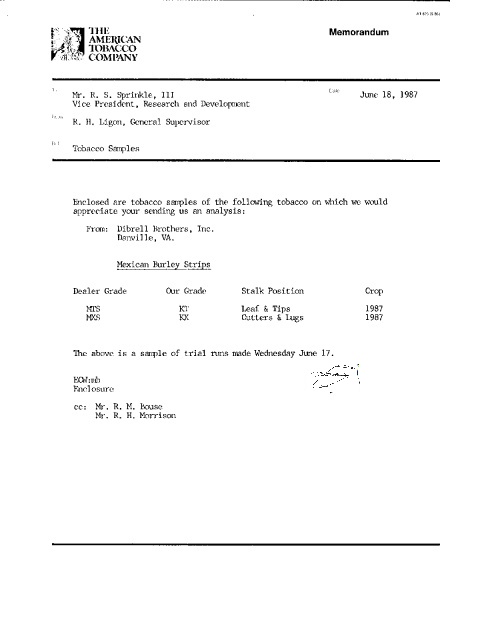 THE
AMERICAN
TOBACCO
COMPANY
Memorandum
To
Mr. R. S. Sprinkle, III
Vice President, Research and Development
Date
June 18, 1987
From
R. H. Ligon, General Supervisor
Tobacco Samples
Enclosed are tobacco samples of the following tobacco on which we would
appreciate your sending us an analysis:
From: Dibrell Brothers, Inc.
Danville, VA.
Mexican Burley Strips
Dealer Grade Our Grade Stalk Position Crop
MTS KT Leaf & Tips 1987
MXS KX Cutters & Lugs 1987
The above is a sample of trial runs made Wednesday June 17.
Enclosure
cc: Mr. R. M. Bouse
Mr. R. H. Morrison